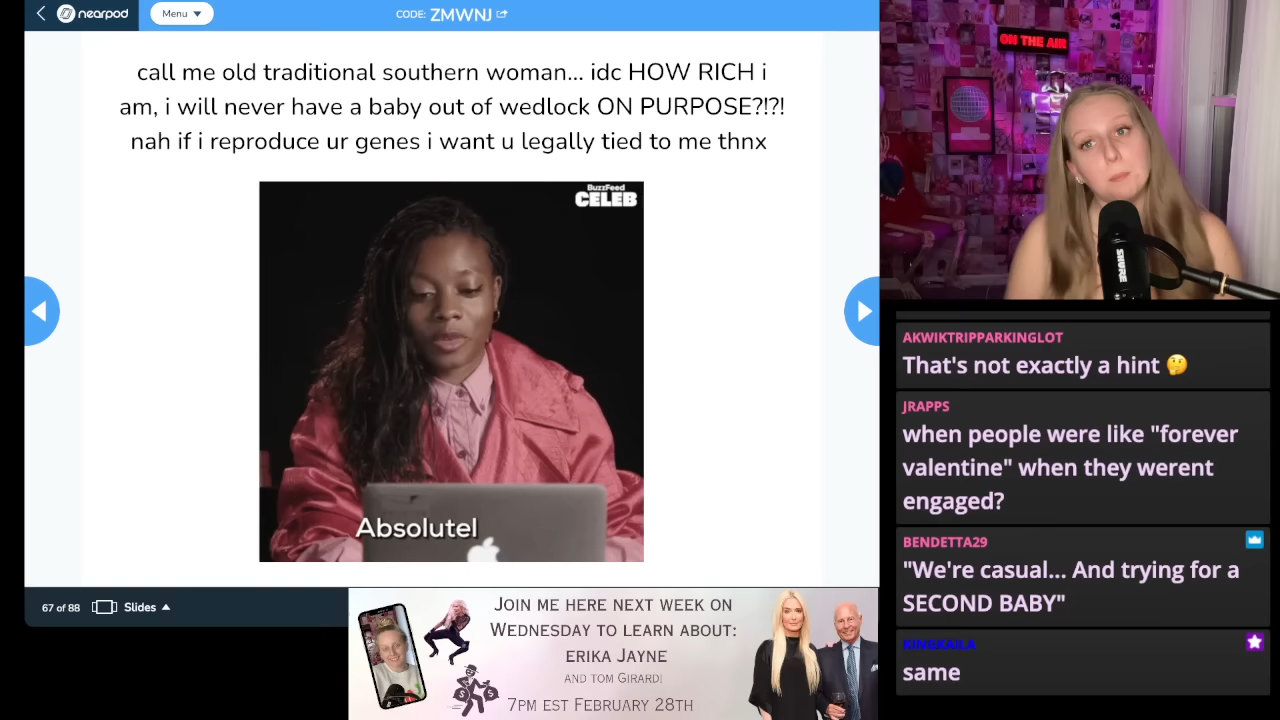 nearpod
Menu
CODE: ZMWNJ
call me old traditional southern woman... idc HOW RICH i
am, i will never have a baby out of wedlock ON PURPOSE?!?!
nah if i reproduce ur genes i want u legally tied to me thnx
BuzzFeed
CELEB
Absolutel
67 of 88
Slides
JOIN ME HERE NEXT WEEK ON
WEDNESDAY TO LEARN ABOUT:
ERIKA JAYNE
AND TOM GIRARDI
7PM EST FEBRUARY 28TH
ON THE AIR
SHURE
AKWIKTRIPPARKINGLOT
That's not exactly a hint 🤔
JRAPPS
when people were like "forever
valentine" when they werent
engaged?
BENDETTA29
"We're casual... And trying for a
SECOND BABY"
KINGKAILA
same